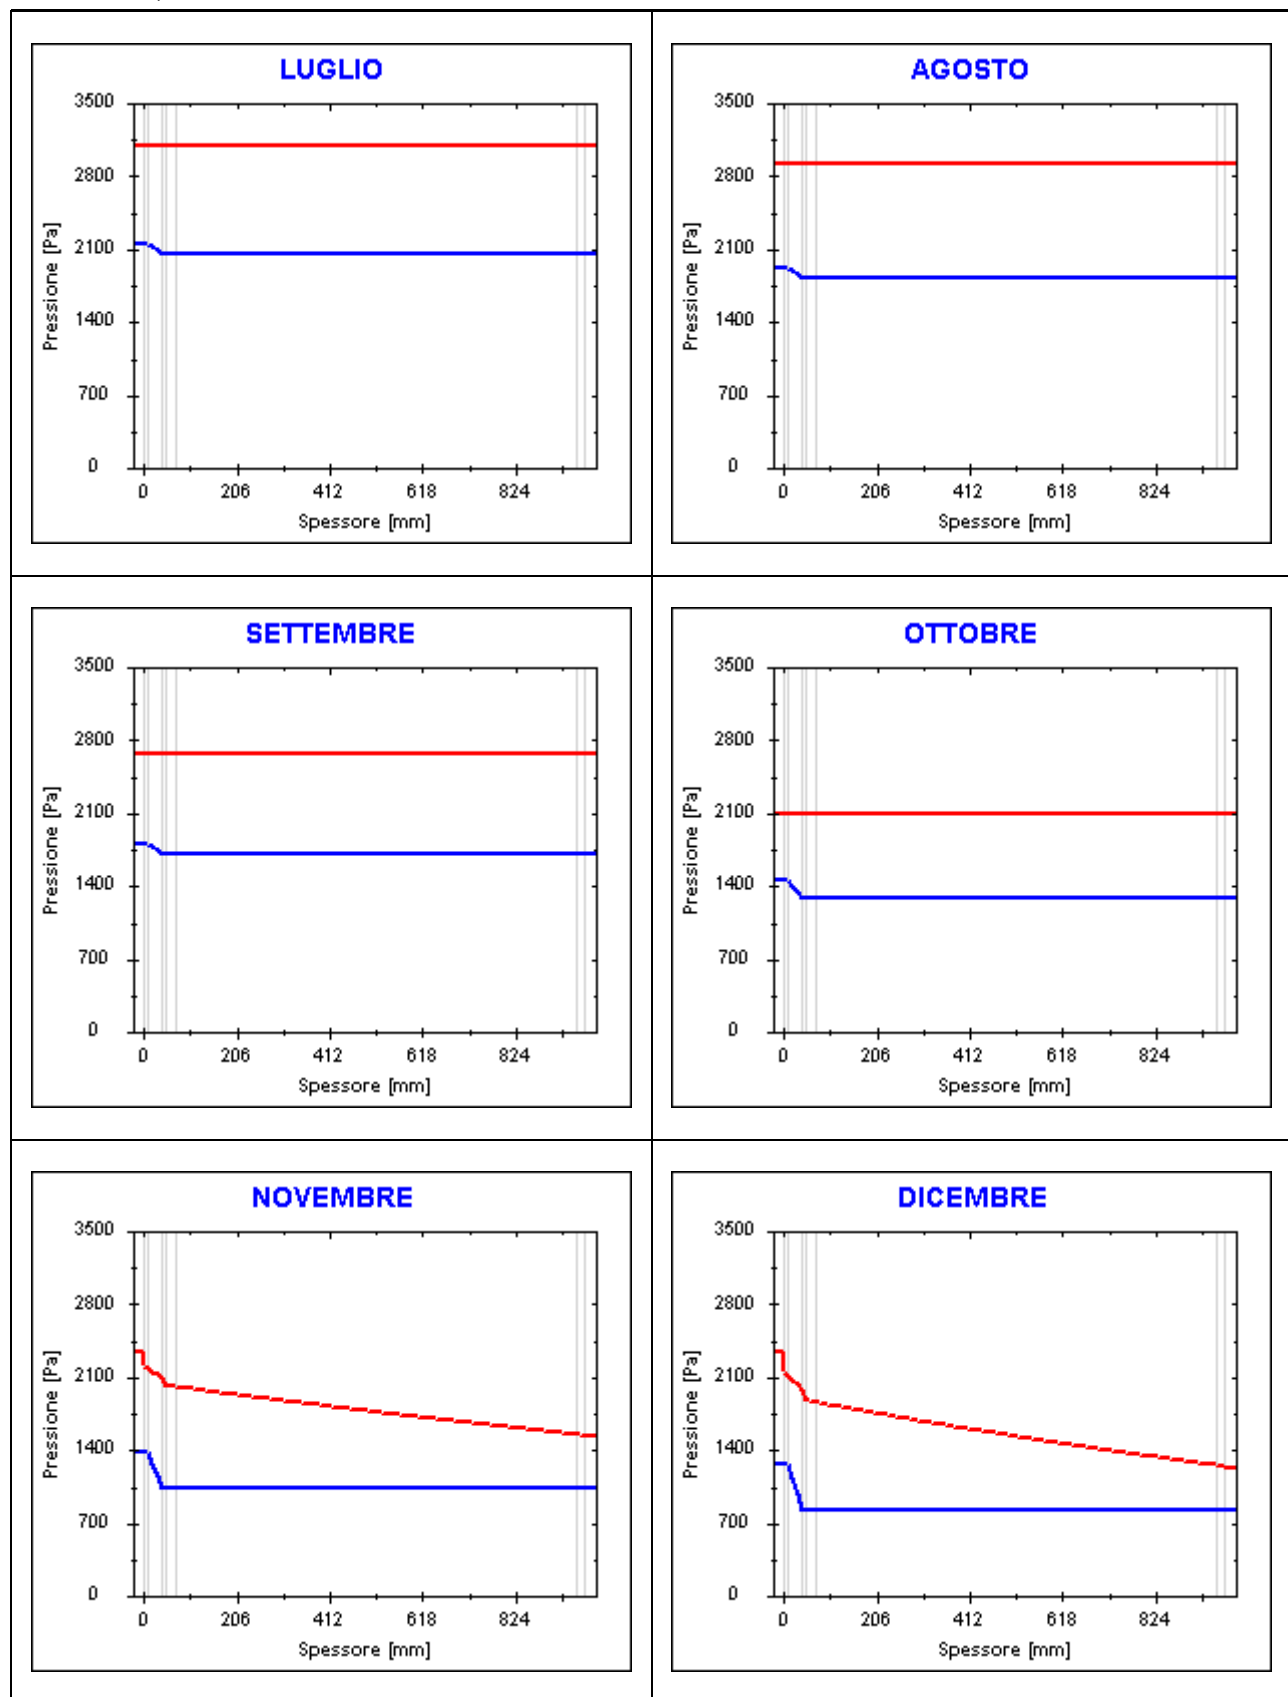 LUGLIO
3500
2800
2100
1400
700
0
Pressione [Pa]
0 206 412 618 824
Spessore [mm]
AGOSTO
3500
2800
2100
1400
700
0
Pressione [Pa]
0 206 412 618 824
Spessore [mm]
SETTEMBRE
3500
2800
2100
1400
700
0
Pressione [Pa]
0 206 412 618 824
Spessore [mm]
OTTOBRE
3500
2800
2100
1400
700
0
Pressione [Pa]
0 206 412 618 824
Spessore [mm]
NOVEMBRE
3500
2800
2100
1400
700
0
Pressione [Pa]
0 206 412 618 824
Spessore [mm]
DICEMBRE
3500
2800
2100
1400
700
0
Pressione [Pa]
0 206 412 618 824
Spessore [mm]